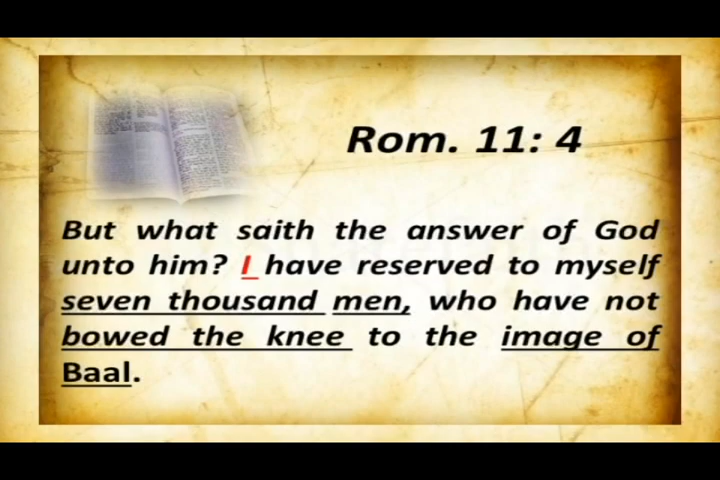 Rom. 11: 4
But what saith the answer of God
unto him? I have reserved to myself
seven thousand men, who have not
bowed the knee to the image of
Baal.